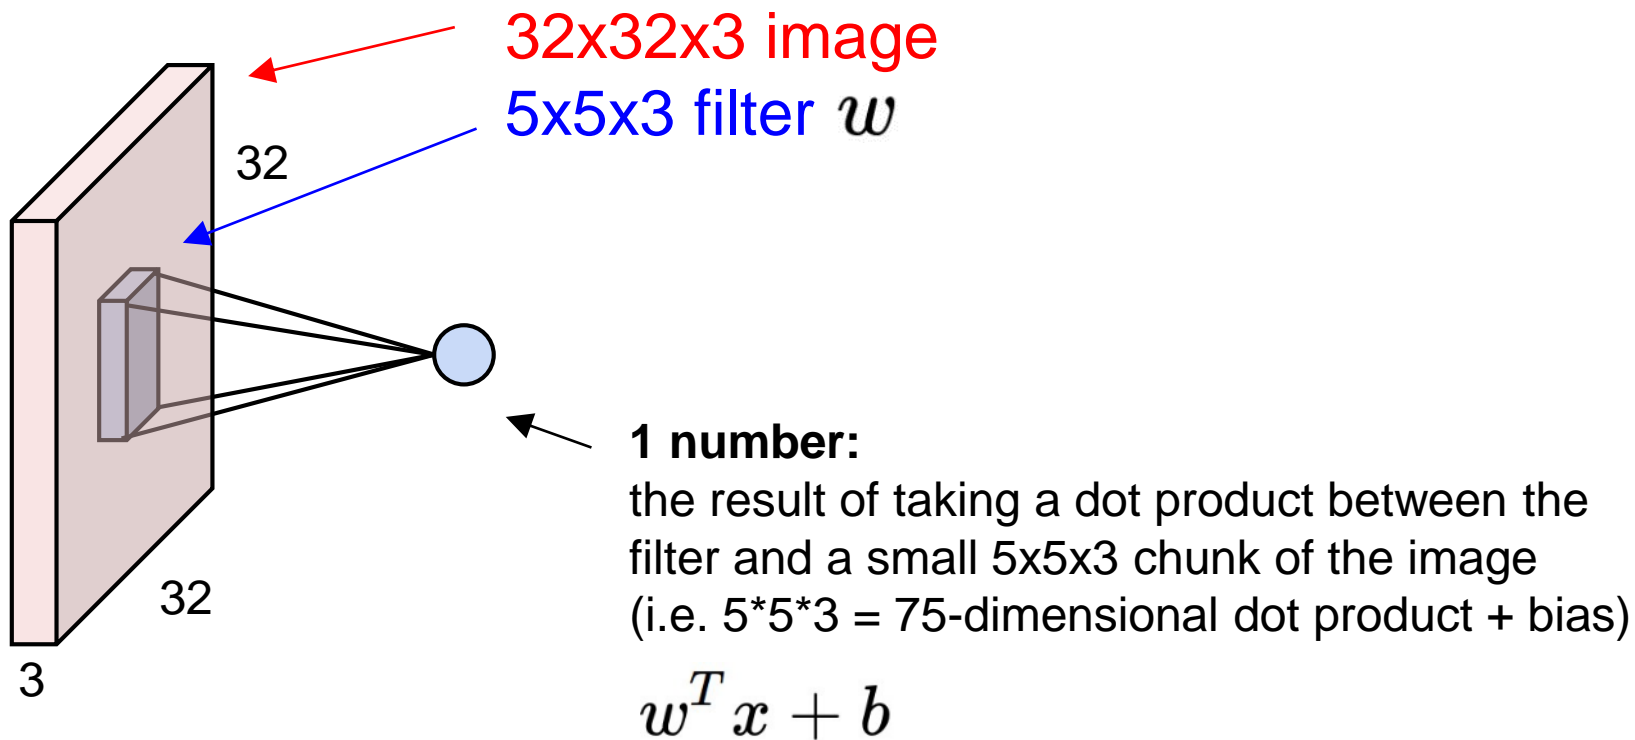 32x32x3 image
5x5x3 filter w
32
32
3
1 number:
the result of taking a dot product between the
filter and a small 5x5x3 chunk of the image
(i.e. 5*5*3 = 75-dimensional dot product + bias)
w^T x + b